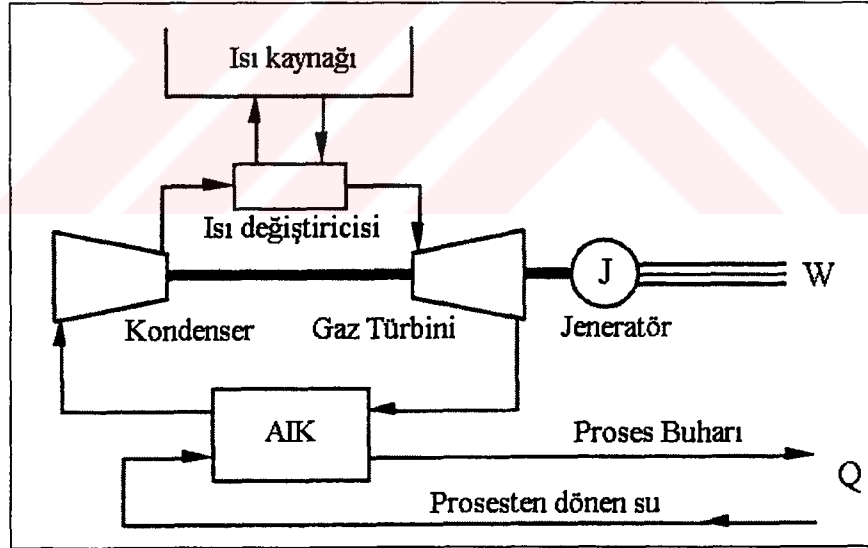 Isı kaynağı
Isı değiştiricisi
Kondenser
Gaz Türbini
J
Jeneratör
W
AIK
Proses Buharı
Q
Prosesten dönen su